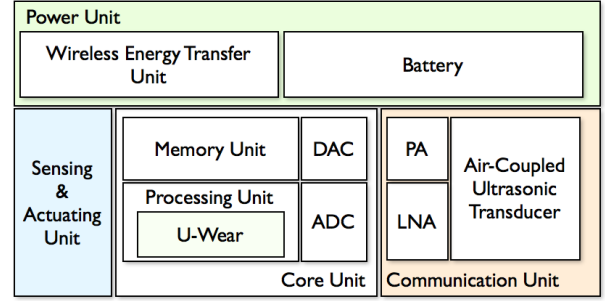 Power Unit
Wireless Energy Transfer
Unit
Battery
Sensing
&
Actuating
Unit
Memory Unit
DAC
Processing Unit
U-Wear
ADC
Core Unit
PA
LNA
Air-Coupled
Ultrasonic
Transducer
Communication Unit